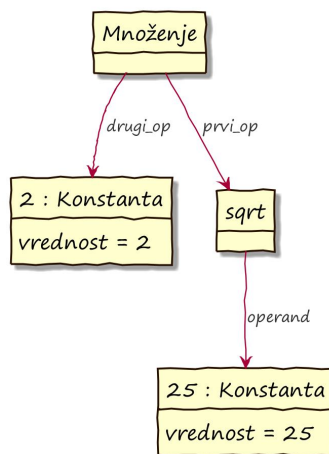 Množenje
drugi_op
prvi_op
2 : Konstanta
vrednost = 2
sqrt
operand
25 : Konstanta
vrednost = 25